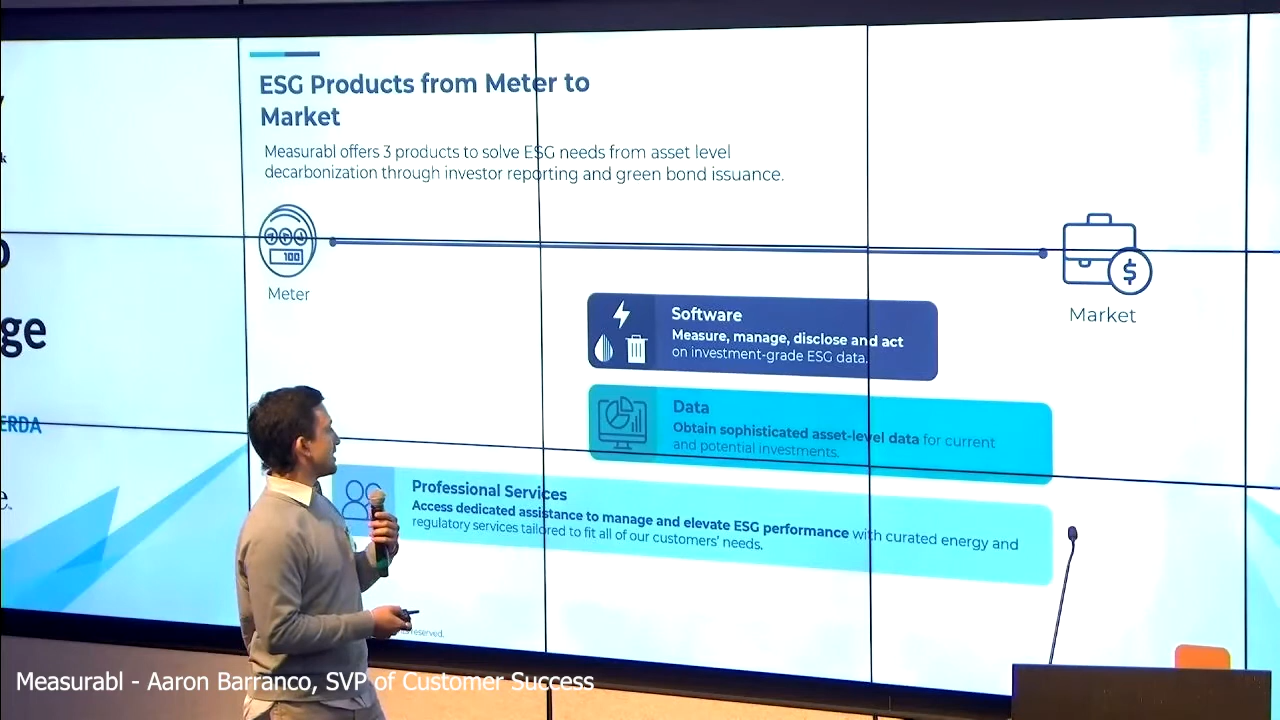 ESG Products from Meter to
Market
Measurabl offers 3 products to solve ESG needs from asset level
decarbonization through investor reporting and green bond issuance.
100
Meter
$
Market
Software
Measure, manage, disclose and act
on investment-grade ESG data.
Data
Obtain sophisticated asset-level data for current
and potential investments.
Professional Services
Access dedicated assistance to manage and elevate ESG performance with curated energy and
regulatory services tailored to fit all of our customers' needs.
reserved.
ge
ERDA
Measurabl - Aaron Barranco, SVP of Customer Success